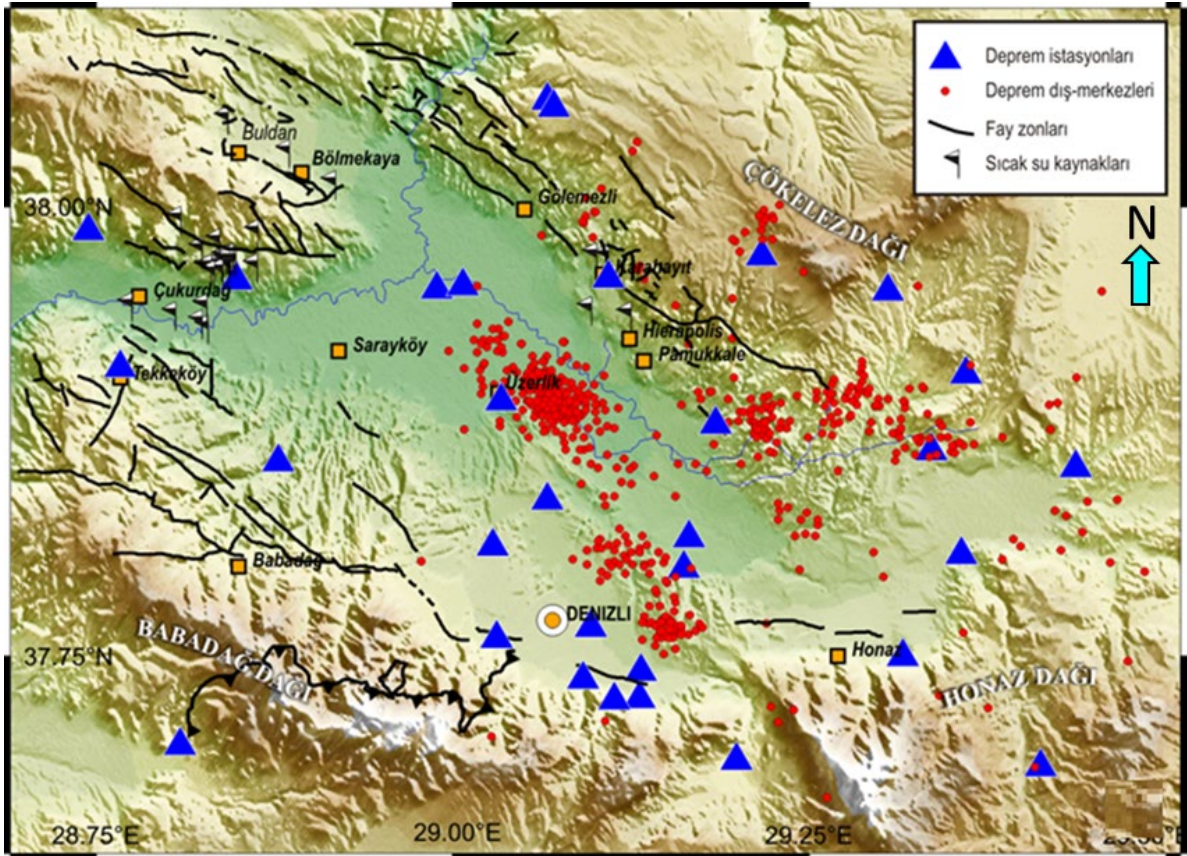 Deprem istasyonları
Deprem dış-merkezleri
Fay zonları
Sıcak su kaynakları
N
Buldan
Bölmekaya
ÇÖKELEZ DAĞI
38.00°N
Gölemezli
Karahayıt
Çukurdağ
Hierapolis
Sarayköy
Pamukkale
Tekkeköy
Üzerlik
Babadağ
DENİZLİ
BABADAĞ DAĞI
37.75°N
Honaz
HONAZ DAĞI
28.75°E
29.00°E
29.25°E